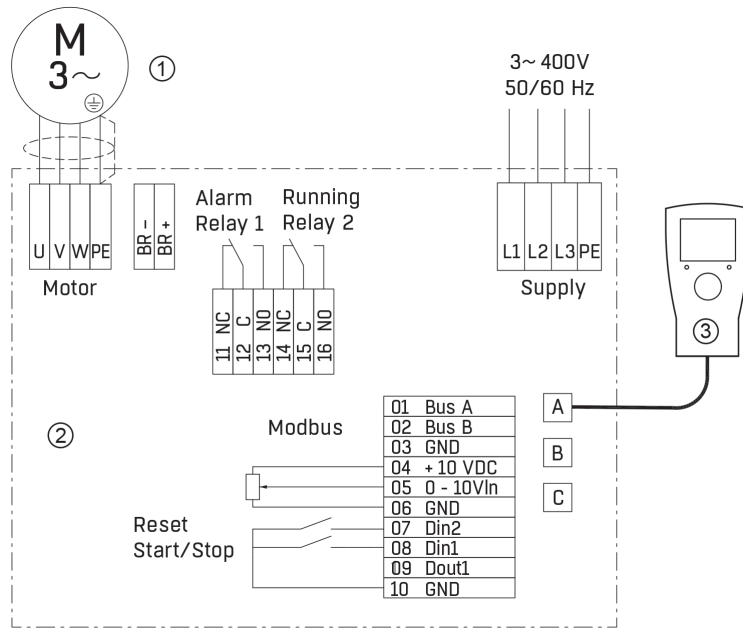 M
3~
1
3~ 400V
50/60 Hz
U V W PE
Motor
BR -
BR +
Alarm
Relay 1
Running
Relay 2
11 NC
12 C
13 NO
14 NC
15 C
16 NO
L1 L2 L3 PE
Supply
3
2
Modbus
01 Bus A
02 Bus B
03 GND
04 + 10 VDC
05 0 - 10VIn
06 GND
07 Din2
08 Din1
09 Dout1
10 GND
A
B
C
Reset
Start/Stop